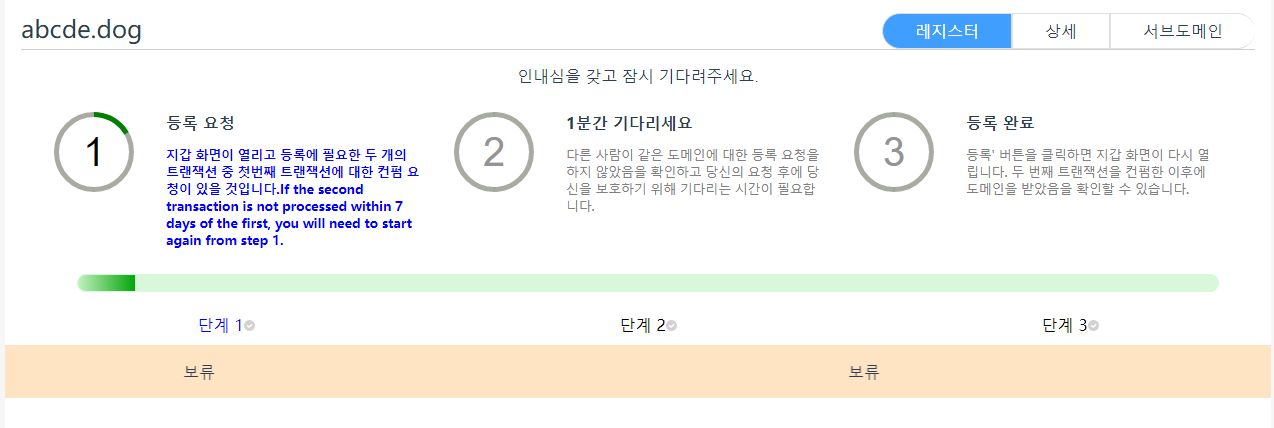 abcde.dog
레지스터
상세
서브도메인
인내심을 갖고 잠시 기다려주세요.
1
등록 요청
지갑 화면이 열리고 등록에 필요한 두 개의
트랜잭션 중 첫번째 트랜잭션에 대한 컨펌 요
청이 있을 것입니다.If the second
transaction is not processed within 7
days of the first, you will need to start
again from step 1.
2
1분간 기다리세요
다른 사람이 같은 도메인에 대한 등록 요청을
하지 않았음을 확인하고 당신의 요청 후에 당
신을 보호하기 위해 기다리는 시간이 필요합
니다.
3
등록 완료
등록' 버튼을 클릭하면 지갑 화면이 다시 열
립니다. 두 번째 트랜잭션을 컨펌한 이후에
도메인을 받았음을 확인할 수 있습니다.
단계 1
단계 2
단계 3
보류
보류